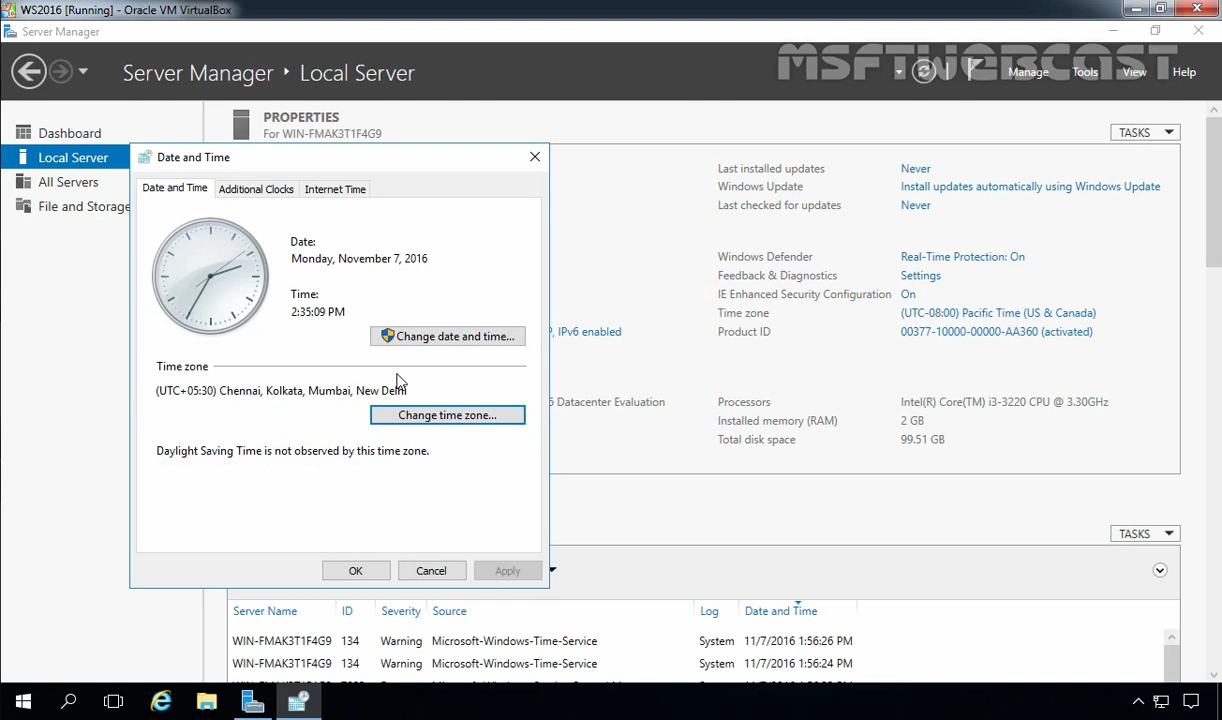 WS2016 [Running] - Oracle VM VirtualBox
Server Manager
Server Manager ‣ Local Server
MSFTWEBCAST
Manage Tools View Help
Dashboard
Local Server
All Servers
File and Storage
PROPERTIES
For WIN-FMAK3T1F4G9
TASKS
Date and Time
Date and Time Additional Clocks Internet Time
Date:
Monday, November 7, 2016
Time:
2:35:09 PM
Change date and time...
Time zone
(UTC+05:30) Chennai, Kolkata, Mumbai, New Delhi
Change time zone...
Daylight Saving Time is not observed by this time zone.
OK Cancel Apply
Last installed updates Never
Windows Update Install updates automatically using Windows Update
Last checked for updates Never
Windows Defender Real-Time Protection: On
Feedback & Diagnostics Settings
IE Enhanced Security Configuration On
Time zone (UTC-08:00) Pacific Time (US & Canada)
, IPv6 enabled Product ID 00377-10000-00000-AA360 (activated)
6 Datacenter Evaluation Processors Intel(R) Core(TM) i3-3220 CPU @ 3.30GHz
Installed memory (RAM) 2 GB
Total disk space 99.51 GB
TASKS
Server Name ID Severity Source Log Date and Time
WIN-FMAK3T1F4G9 134 Warning Microsoft-Windows-Time-Service System 11/7/2016 1:56:26 PM
WIN-FMAK3T1F4G9 134 Warning Microsoft-Windows-Time-Service System 11/7/2016 1:56:24 PM